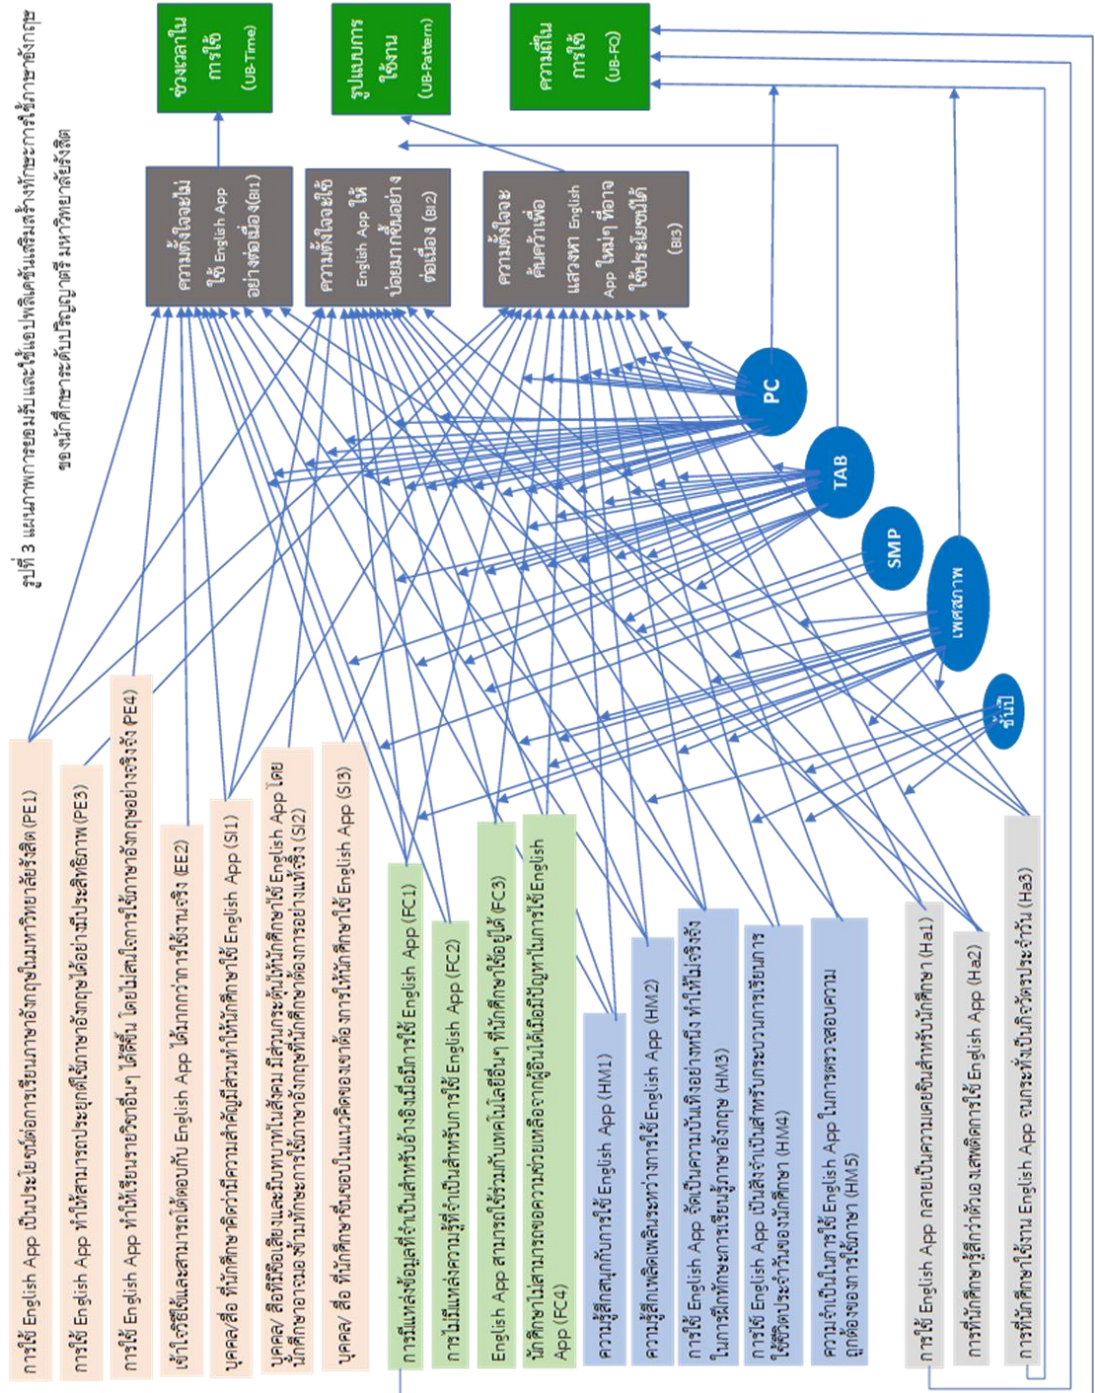 รูปที่ 3 แผนภาพการยอมรับและใช้แอปพลิเคชันเสริมสร้างทักษะการใช้ภาษาอังกฤษ
ของนักศึกษาระดับปริญญาตรี มหาวิทยาลัยรังสิต
การใช้ English App เป็นประโยชน์ต่อการเรียนภาษาอังกฤษในมหาวิทยาลัยรังสิต (PE1)
การใช้ English App ทำให้สามารถประยุกต์ใช้ภาษาอังกฤษได้อย่างมีประสิทธิภาพ (PE3)
การใช้ English App ทำให้เรียนรายวิชาอื่นๆ ได้ดีขึ้น โดยไม่สนใจการใช้ภาษาอังกฤษอย่างจริงจัง (PE4)
เข้าใจวิธีใช้และสามารถโต้ตอบกับ English App ได้มากกว่าการใช้งานจริง (EE2)
บุคคล/สื่อ ที่นักศึกษาคิดว่ามีความสำคัญมีส่วนทำให้นักศึกษาใช้ English App (SI1)
บุคคล/ สื่อที่มีชื่อเสียงและมีบทบาทในสังคม มีส่วนกระตุ้นให้นักศึกษาใช้ English App โดย
นักศึกษาอาจมองข้ามทักษะการใช้ภาษาอังกฤษที่นักศึกษาต้องการอย่างแท้จริง (SI2)
บุคคล/ สื่อ ที่นักศึกษาชื่นชอบในแนวคิดของเขาต้องการให้นักศึกษาใช้ English App (SI3)
การมีแหล่งข้อมูลที่จำเป็นสำหรับอ้างอิงเมื่อมีการใช้ English App (FC1)
การไม่มีแหล่งความรู้ที่จำเป็นสำหรับการใช้ English App (FC2)
English App สามารถใช้ร่วมกับเทคโนโลยีอื่นๆ ที่นักศึกษาใช้อยู่ได้ (FC3)
นักศึกษาไม่สามารถขอความช่วยเหลือจากผู้อื่นได้เมื่อมีปัญหาในการใช้ English
App (FC4)
ความรู้สึกสนุกกับการใช้ English App (HM1)
ความรู้สึกเพลิดเพลินระหว่างการใช้ English App (HM2)
การใช้ English App จัดเป็นความบันเทิงอย่างหนึ่ง ทำให้ไม่จริงจัง
ในการฝึกทักษะการเรียนรู้ภาษาอังกฤษ (HM3)
การใช้ English App เป็นสิ่งจำเป็นสำหรับกระบวนการเรียนการ
ใช้ชีวิตประจำวันของนักศึกษา (HM4)
ความจำเป็นในการใช้ English App ในการตรวจสอบความ
ถูกต้องของการใช้ภาษา (HM5)
การใช้ English App กลายเป็นความเคยชินสำหรับนักศึกษา (Ha1)
การที่นักศึกษารู้สึกว่าตัวเองเสพติดการใช้ English App (Ha2)
การที่นักศึกษาใช้งาน English App จนกระทั่งเป็นกิจวัตรประจำวัน (Ha3)
ชั้นปี
เพศสภาพ
SMP
TAB
PC
ความตั้งใจจะไม่
ใช้ English App
อย่างต่อเนื่อง(BI1)
ความตั้งใจจะใช้
English App ให้
บ่อยมากขึ้นอย่าง
ต่อเนื่อง (BI2)
ความตั้งใจจะ
ค้นคว้าเพื่อ
แสวงหา English
App ใหม่ๆ ที่อาจ
ใช้ประโยชน์ได้
(BI3)
ช่วงเวลาใน
การใช้
(UB-Time)
รูปแบบการ
ใช้งาน
(UB-Pattern)
ความถี่ใน
การใช้
(UB-FQ)